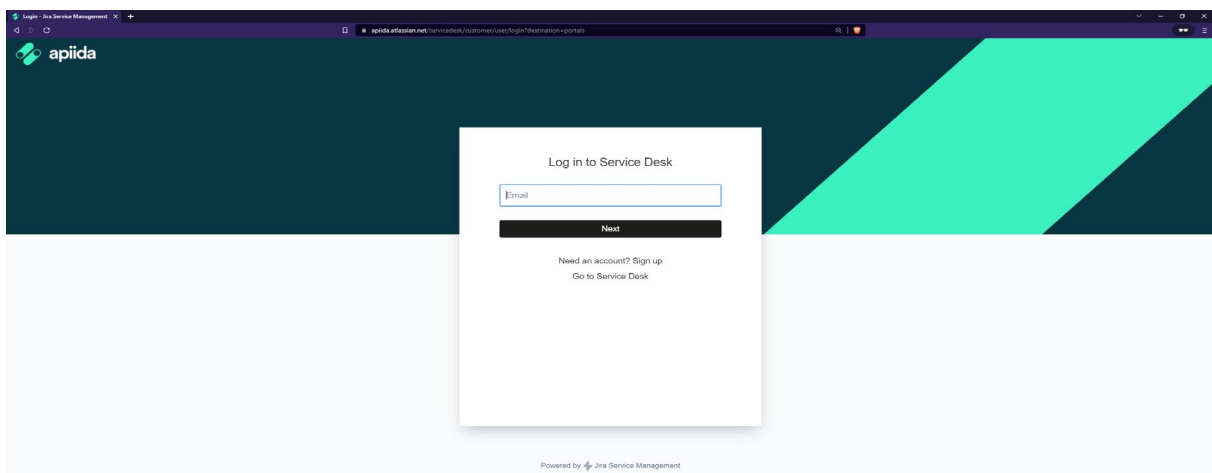 Login - Jira Service Management
apiida.atlassian.net/servicedesk/customer/user/login?destination=portals
apiida
Log in to Service Desk
Email
Next
Need an account? Sign up
Go to Service Desk
Powered by Jira Service Management